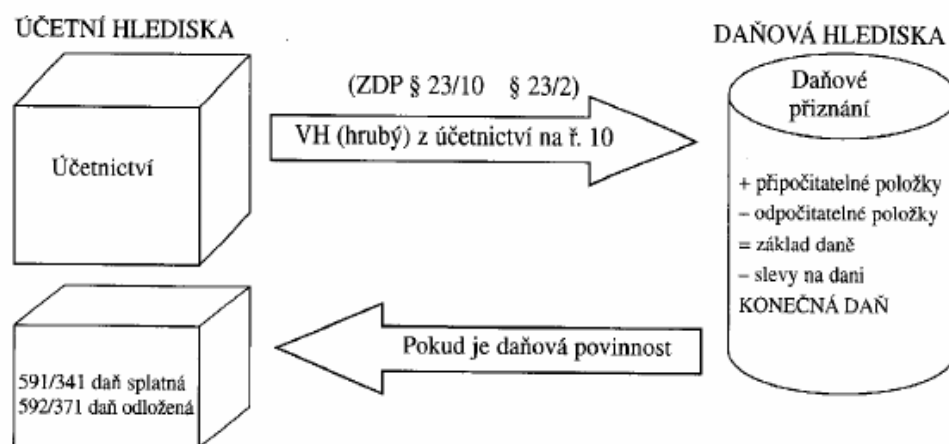 ÚČETNÍ HLEDISKA
Účetnictví
(ZDP § 23/10 § 23/2)
VH (hrubý) z účetnictví na ř. 10
DAŇOVÁ HLEDISKA
Daňové
přiznání
+ připočitatelné položky
– odpočitatelné položky
= základ daně
– slevy na dani
KONEČNÁ DAŇ
Pokud je daňová povinnost
591/341 daň splatná
592/371 daň odložená